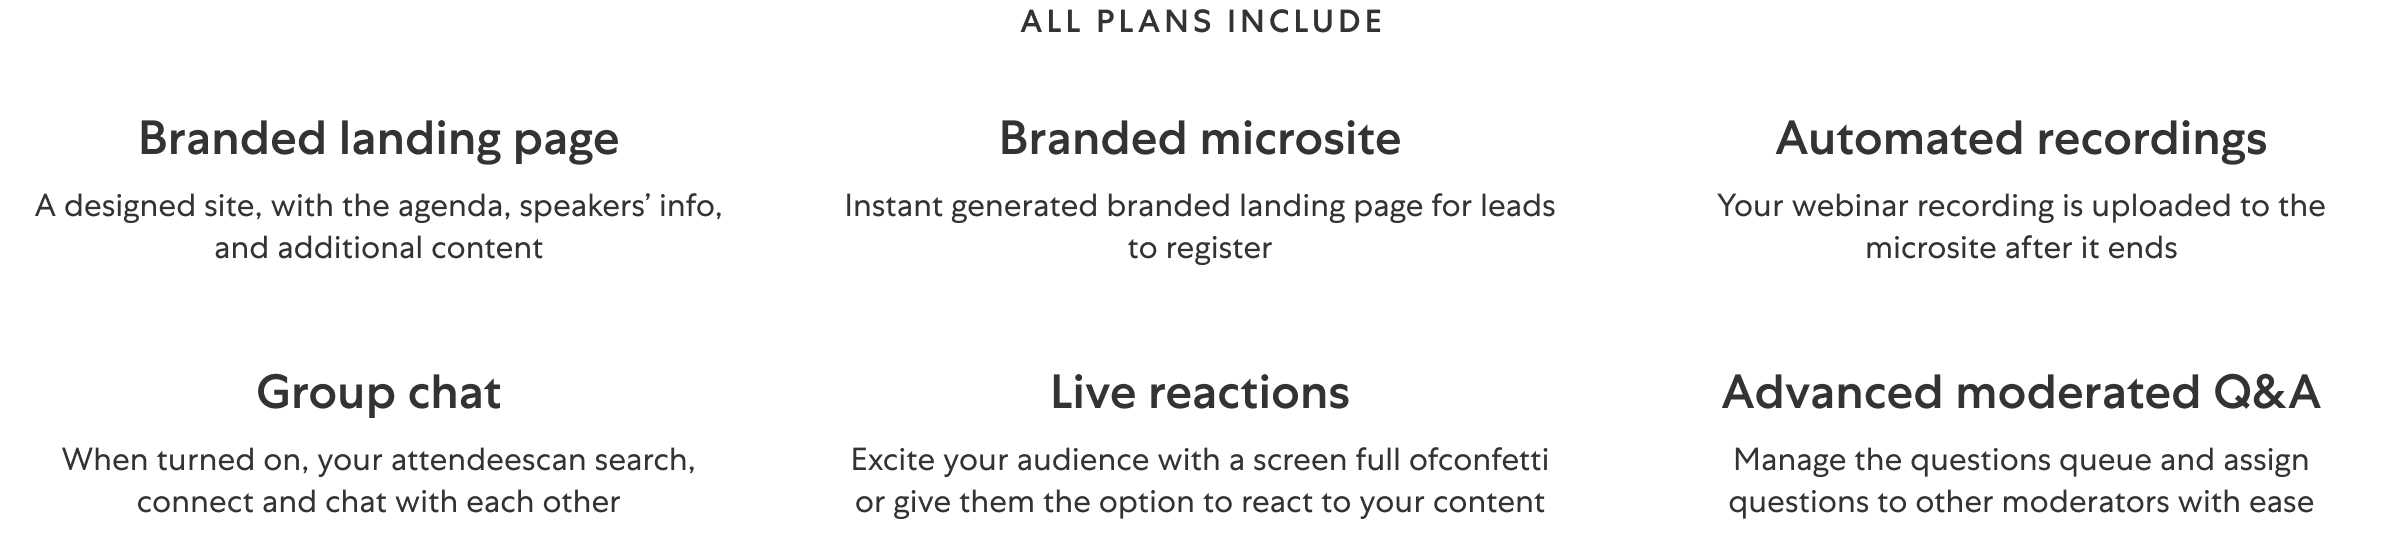 ALL PLANS INCLUDE
Branded landing page
A designed site, with the agenda, speakers’ info,
and additional content
Branded microsite
Instant generated branded landing page for leads
to register
Automated recordings
Your webinar recording is uploaded to the
microsite after it ends
Group chat
When turned on, your attendeescan search,
connect and chat with each other
Live reactions
Excite your audience with a screen full ofconfetti
or give them the option to react to your content
Advanced moderated Q&A
Manage the questions queue and assign
questions to other moderators with ease